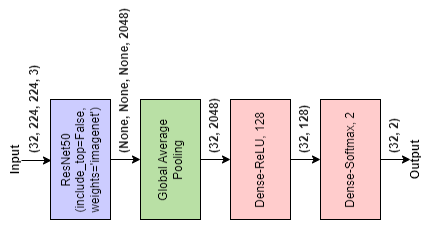 Input
(32, 224, 224, 3)
ResNet50
(include_top=False,
weights='imagenet')
(None, None, None, 2048)
Global Average
Pooling
(32, 2048)
Dense-ReLU, 128
(32, 128)
Dense-Softmax, 2
(32, 2)
Output